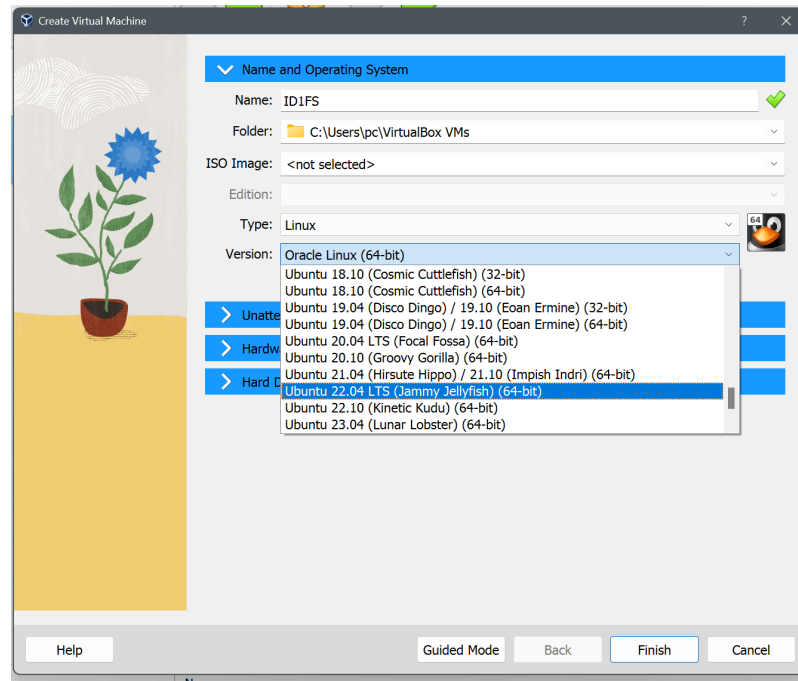 Create Virtual Machine
?
Name and Operating System
Name: ID1FS
Folder: C:\Users\pc\VirtualBox VMs
ISO Image: <not selected>
Edition:
Type: Linux
64
Version: Oracle Linux (64-bit)
Ubuntu 18.10 (Cosmic Cuttlefish) (32-bit)
Ubuntu 18.10 (Cosmic Cuttlefish) (64-bit)
Unatte
Ubuntu 19.04 (Disco Dingo) / 19.10 (Eoan Ermine) (32-bit)
Ubuntu 19.04 (Disco Dingo) / 19.10 (Eoan Ermine) (64-bit)
Ubuntu 20.04 LTS (Focal Fossa) (64-bit)
Hardw
Ubuntu 20.10 (Groovy Gorilla) (64-bit)
Ubuntu 21.04 (Hirsute Hippo) / 21.10 (Impish Indri) (64-bit)
Hard D
Ubuntu 22.04 LTS (Jammy Jellyfish) (64-bit)
Ubuntu 22.10 (Kinetic Kudu) (64-bit)
Ubuntu 23.04 (Lunar Lobster) (64-bit)
Help
Guided Mode
Back
Finish
Cancel